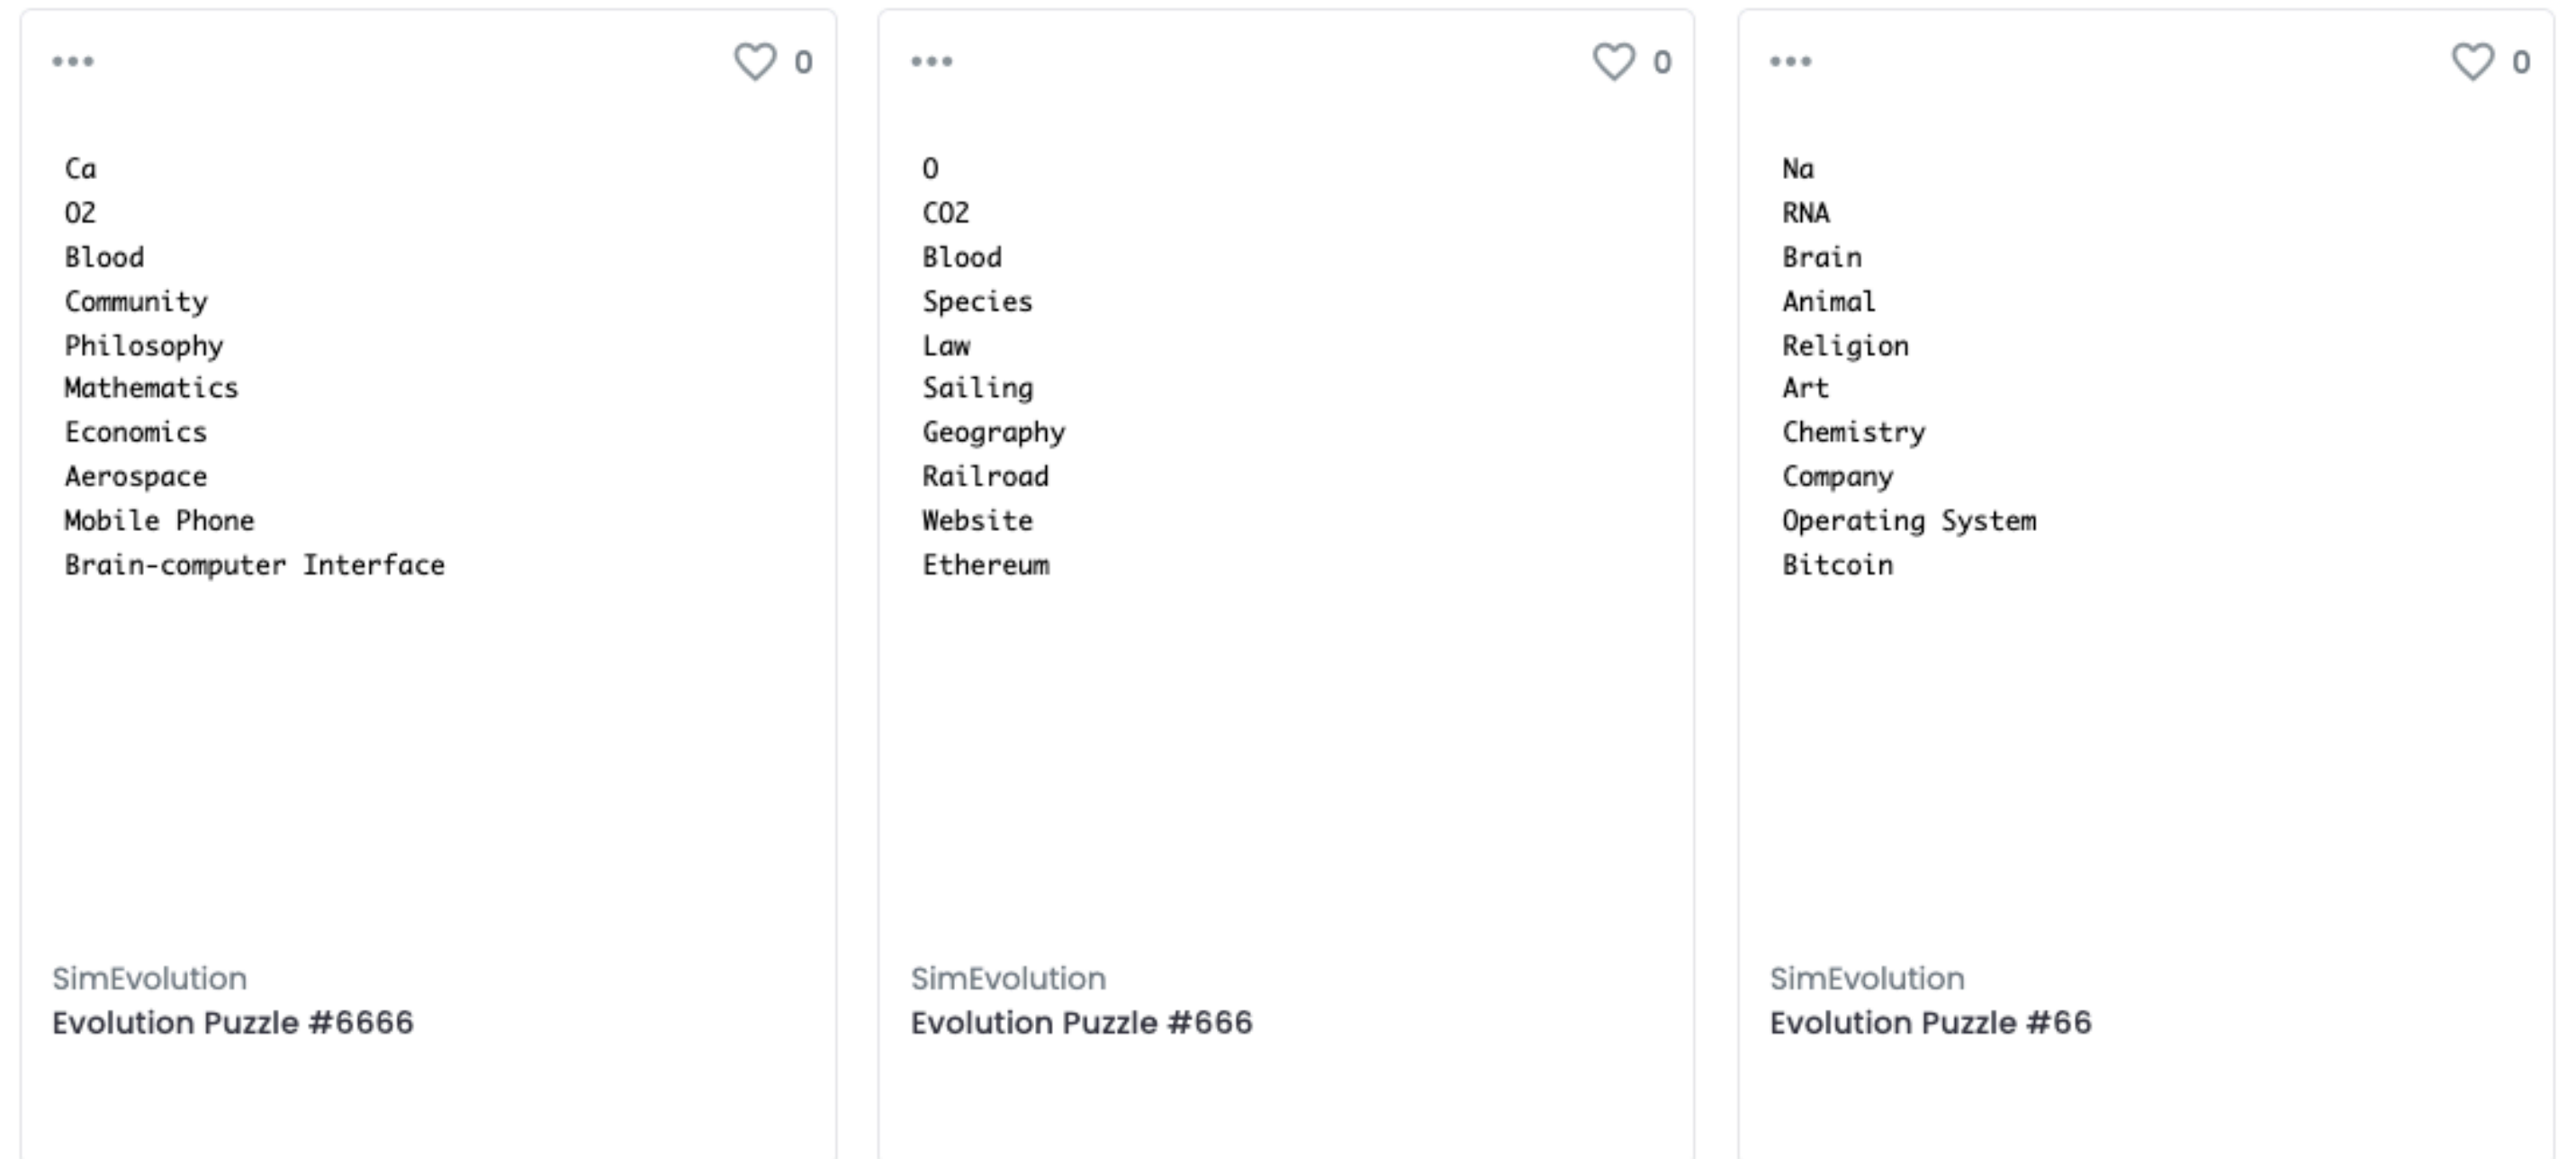 0
Ca
O2
Blood
Community
Philosophy
Mathematics
Economics
Aerospace
Mobile Phone
Brain-computer Interface
SimEvolution
Evolution Puzzle #6666
0
O
CO2
Blood
Species
Law
Sailing
Geography
Railroad
Website
Ethereum
SimEvolution
Evolution Puzzle #666
0
Na
RNA
Brain
Animal
Religion
Art
Chemistry
Company
Operating System
Bitcoin
SimEvolution
Evolution Puzzle #66